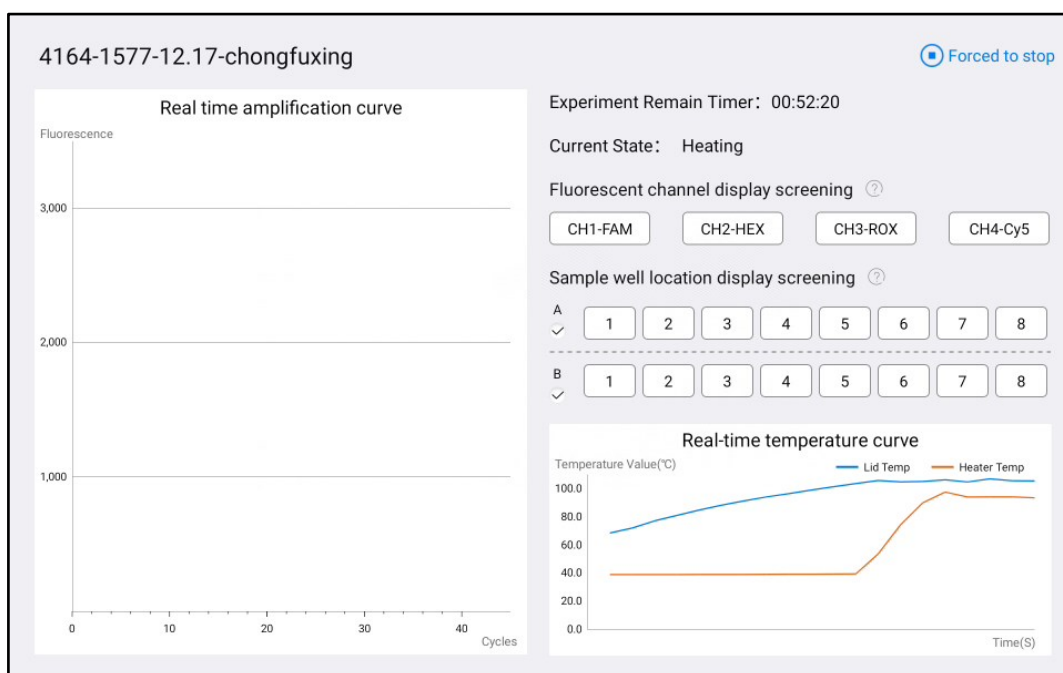 4164-1577-12.17-chongfuxing
Forced to stop
Real time amplification curve
Fluorescence
3,000
2,000
1,000
0 10 20 30 40
Cycles
Experiment Remain Timer: 00:52:20
Current State: Heating
Fluorescent channel display screening ?
CH1-FAM CH2-HEX CH3-ROX CH4-Cy5
Sample well location display screening ?
A
1 2 3 4 5 6 7 8
B
1 2 3 4 5 6 7 8
Real-time temperature curve
Temperature Value(℃)
Lid Temp Heater Temp
100.0
80.0
60.0
40.0
20.0
0.0
Time(S)